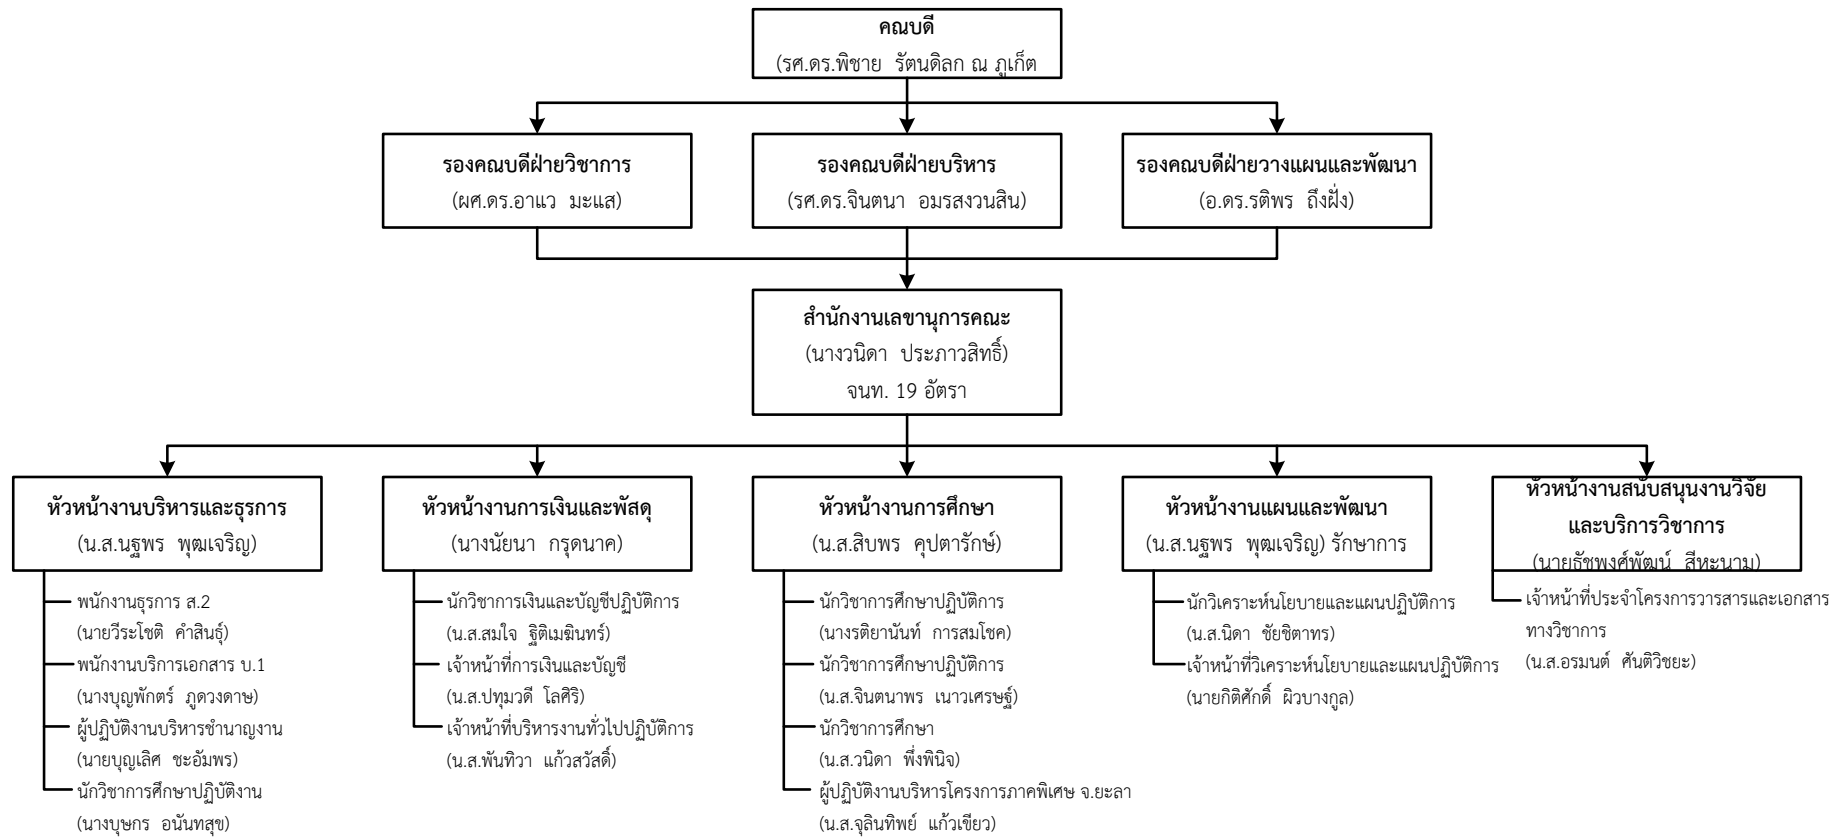 คณบดี
(รศ.ดร.พิชาย รัตนดิลก ณ ภูเก็ต
รองคณบดีฝ่ายวิชาการ
(ผศ.ดร.อาแว มะแส)
รองคณบดีฝ่ายบริหาร
(รศ.ดร.จินตนา อมรสงวนสิน)
รองคณบดีฝ่ายวางแผนและพัฒนา
(อ.ดร.รติพร ถึงฝั่ง)
สำนักงานเลขานุการคณะ
(นางวนิดา ประภาวสิทธิ์)
จนท. 19 อัตรา
หัวหน้างานบริหารและธุรการ
(น.ส.นฐพร พุฒเจริญ)
พนักงานธุรการ ส.2
(นายวีระโชติ คำสินธุ์)
พนักงานบริการเอกสาร บ.1
(นางบุญพักตร์ ภูดวงดาษ)
ผู้ปฏิบัติงานบริหารชำนาญงาน
(นายบุญเลิศ ชะอัมพร)
นักวิชาการศึกษาปฏิบัติงาน
(นางบุษกร อนันทสุข)
หัวหน้างานการเงินและพัสดุ
(นางนัยนา กรุดนาค)
นักวิชาการเงินและบัญชีปฏิบัติการ
(น.ส.สมใจ ฐิติเมฆินทร์)
เจ้าหน้าที่การเงินและบัญชี
(น.ส.ปทุมวดี โลศิริ)
เจ้าหน้าที่บริหารงานทั่วไปปฏิบัติการ
(น.ส.พันทิวา แก้วสวัสดิ์)
หัวหน้างานการศึกษา
(น.ส.สิบพร คุปตารักษ์)
นักวิชาการศึกษาปฏิบัติการ
(นางรติยานันท์ การสมโชค)
นักวิชาการศึกษาปฏิบัติการ
(น.ส.จินตนาพร เนาวเศรษฐ์)
นักวิชาการศึกษา
(น.ส.วนิดา พึ่งพินิจ)
ผู้ปฏิบัติงานบริหารโครงการภาคพิเศษ จ.ยะลา
(น.ส.จุลินทิพย์ แก้วเขียว)
หัวหน้างานแผนและพัฒนา
(น.ส.นฐพร พุฒเจริญ) รักษาการ
นักวิเคราะห์นโยบายและแผนปฏิบัติการ
(น.ส.นิดา ชัยชิตาทร)
เจ้าหน้าที่วิเคราะห์นโยบายและแผนปฏิบัติการ
(นายกิติศักดิ์ ผิวบางกูล)
หัวหน้างานสนับสนุนงานวิจัย
และบริการวิชาการ
(นายธัชพงศ์พัฒน์ สีหะนาม)
เจ้าหน้าที่ประจำโครงการวารสารและเอกสาร
ทางวิชาการ
(น.ส.อรมนต์ ศันติวิชยะ)